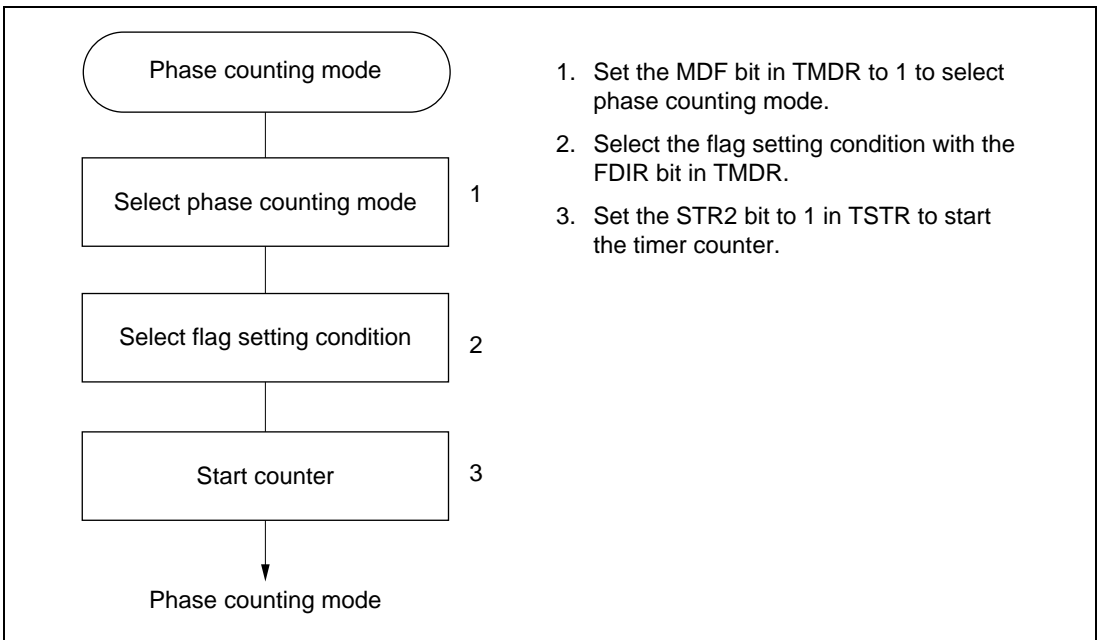 Phase counting mode
Select phase counting mode
1
Select flag setting condition
2
Start counter
3
Phase counting mode
1. Set the MDF bit in TMDR to 1 to select
phase counting mode.
2. Select the flag setting condition with the
FDIR bit in TMDR.
3. Set the STR2 bit to 1 in TSTR to start
the timer counter.